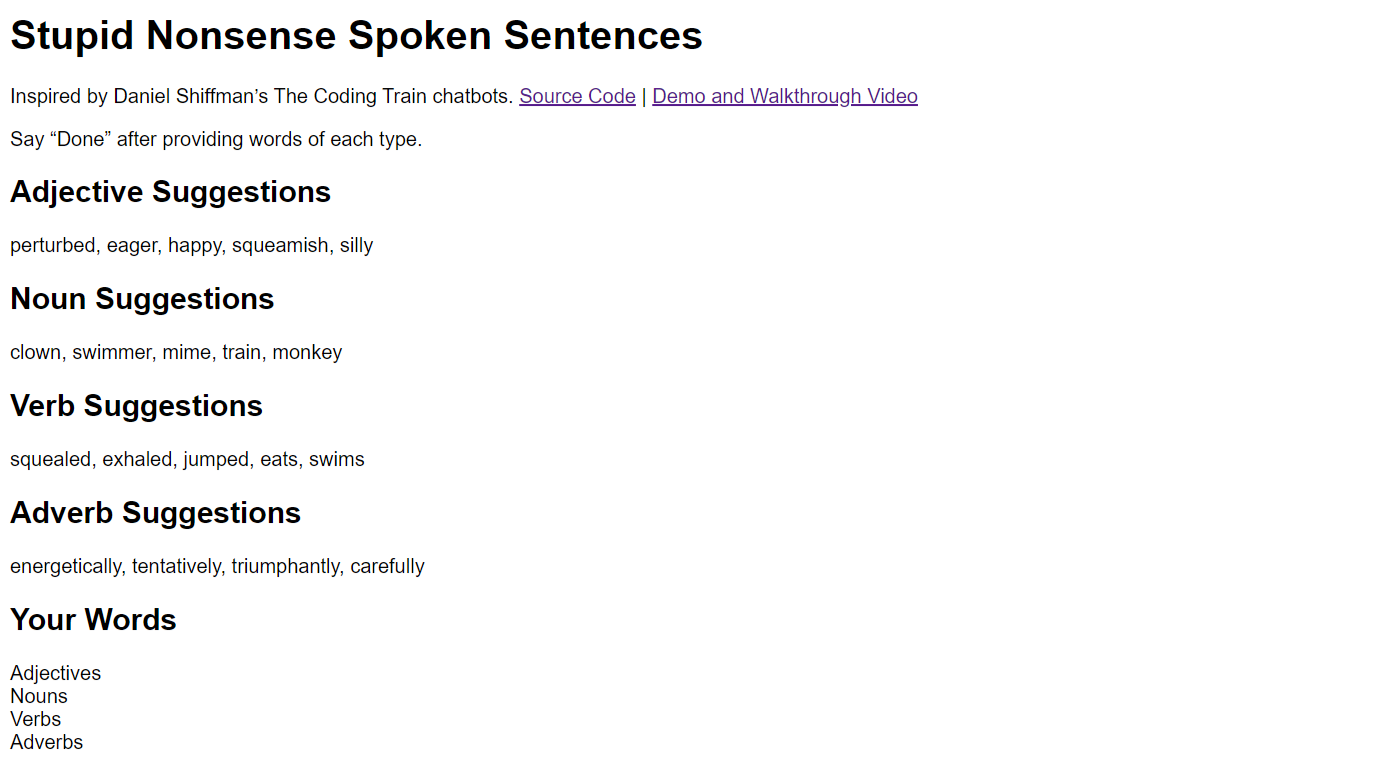 Stupid Nonsense Spoken Sentences
Inspired by Daniel Shiffman’s The Coding Train chatbots. Source Code | Demo and Walkthrough Video
Say “Done” after providing words of each type.
Adjective Suggestions
perturbed, eager, happy, squeamish, silly
Noun Suggestions
clown, swimmer, mime, train, monkey
Verb Suggestions
squealed, exhaled, jumped, eats, swims
Adverb Suggestions
energetically, tentatively, triumphantly, carefully
Your Words
Adjectives
Nouns
Verbs
Adverbs